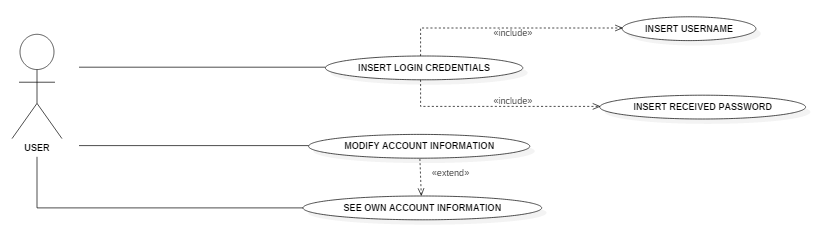 INSERT USERNAME
«include»
INSERT LOGIN CREDENTIALS
«include»
INSERT RECEIVED PASSWORD
USER
MODIFY ACCOUNT INFORMATION
«extend»
SEE OWN ACCOUNT INFORMATION